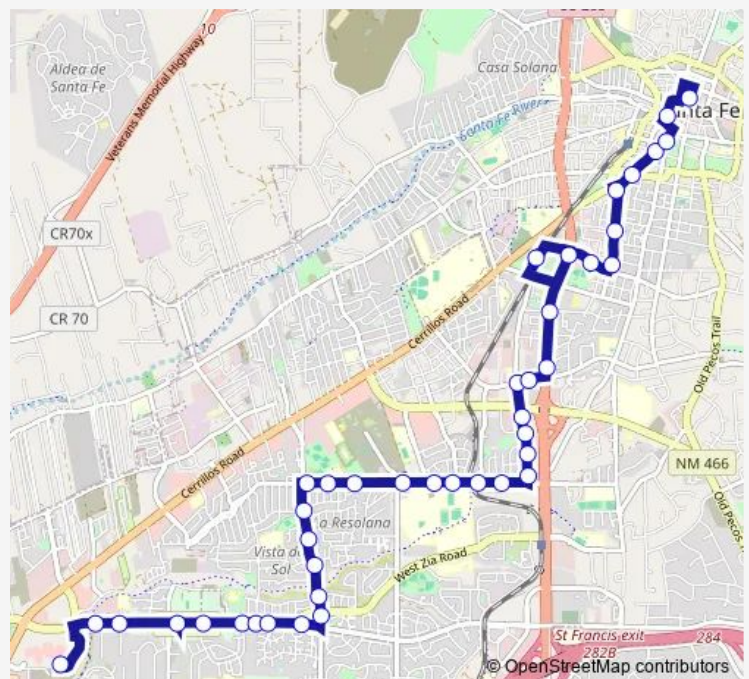 10
Aldea de
Santa Fe
Veterans Memorial Highway
Casa Solana
Santa Fe River
nta Fe
CR70x
CR 70
Cerrillos Road
Old Pecos Trail
NM 466
Cerrillos Road
a Resolana
Vista d
Sol
West Zia Road
Old Pecos
St Francis exit
282B
284
© OpenStreetMap contributors